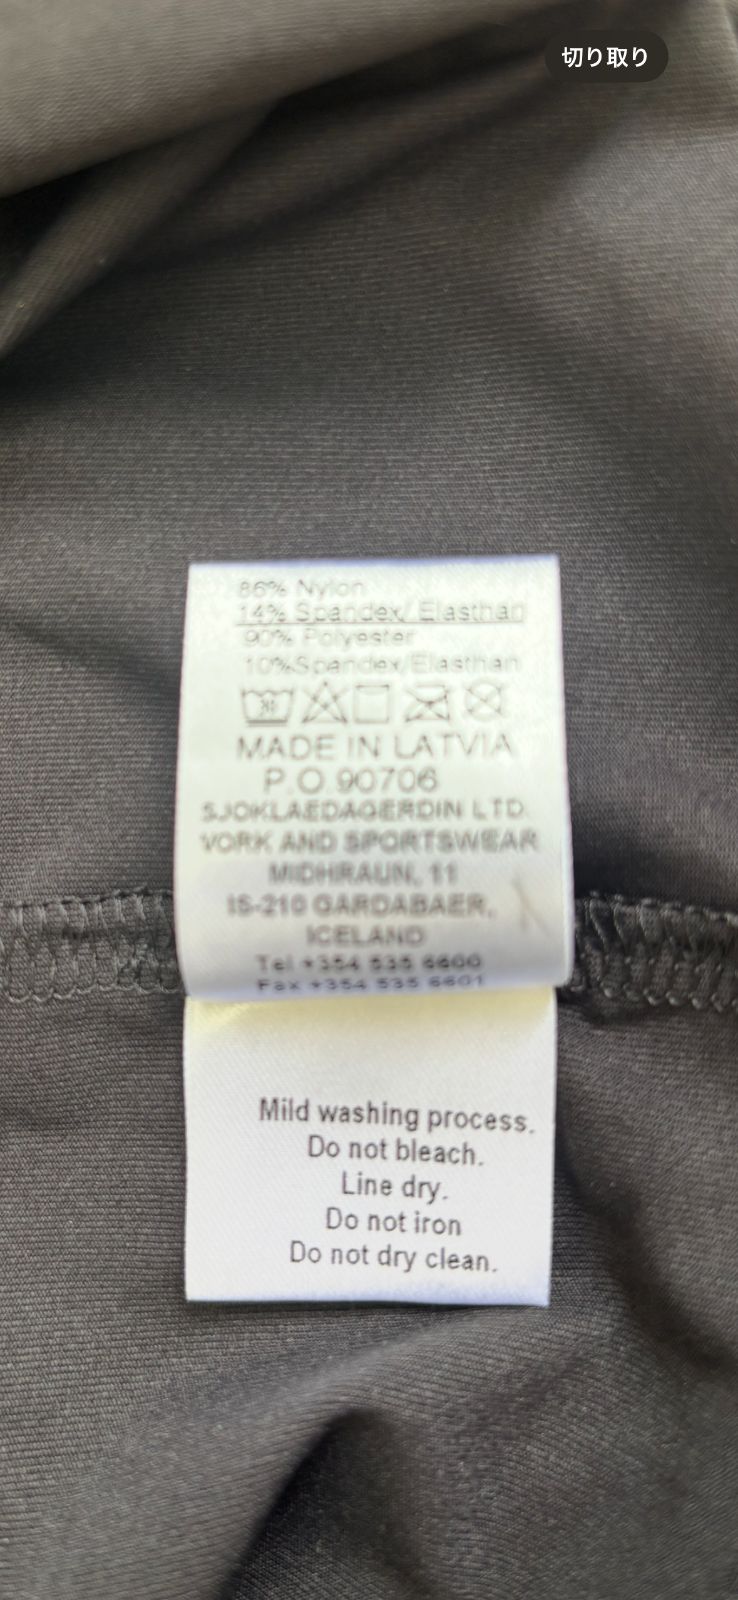 切り取り
86% Nylon
14% Spandex/ Elasthan
90% Polyester
10%Spandex/Elasthan
30
MADE IN LATVIA
P.O.90706
SJOKLAEDAGERDIN LTD.
VORK AND SPORTSWEAR
MIDHRAUN, 11
IS-210 GARDABAER,
ICELAND
Tel +354 535 6600
Fax +354 535 6601
Mild washing process.
Do not bleach.
Line dry.
Do not iron
Do not dry clean.